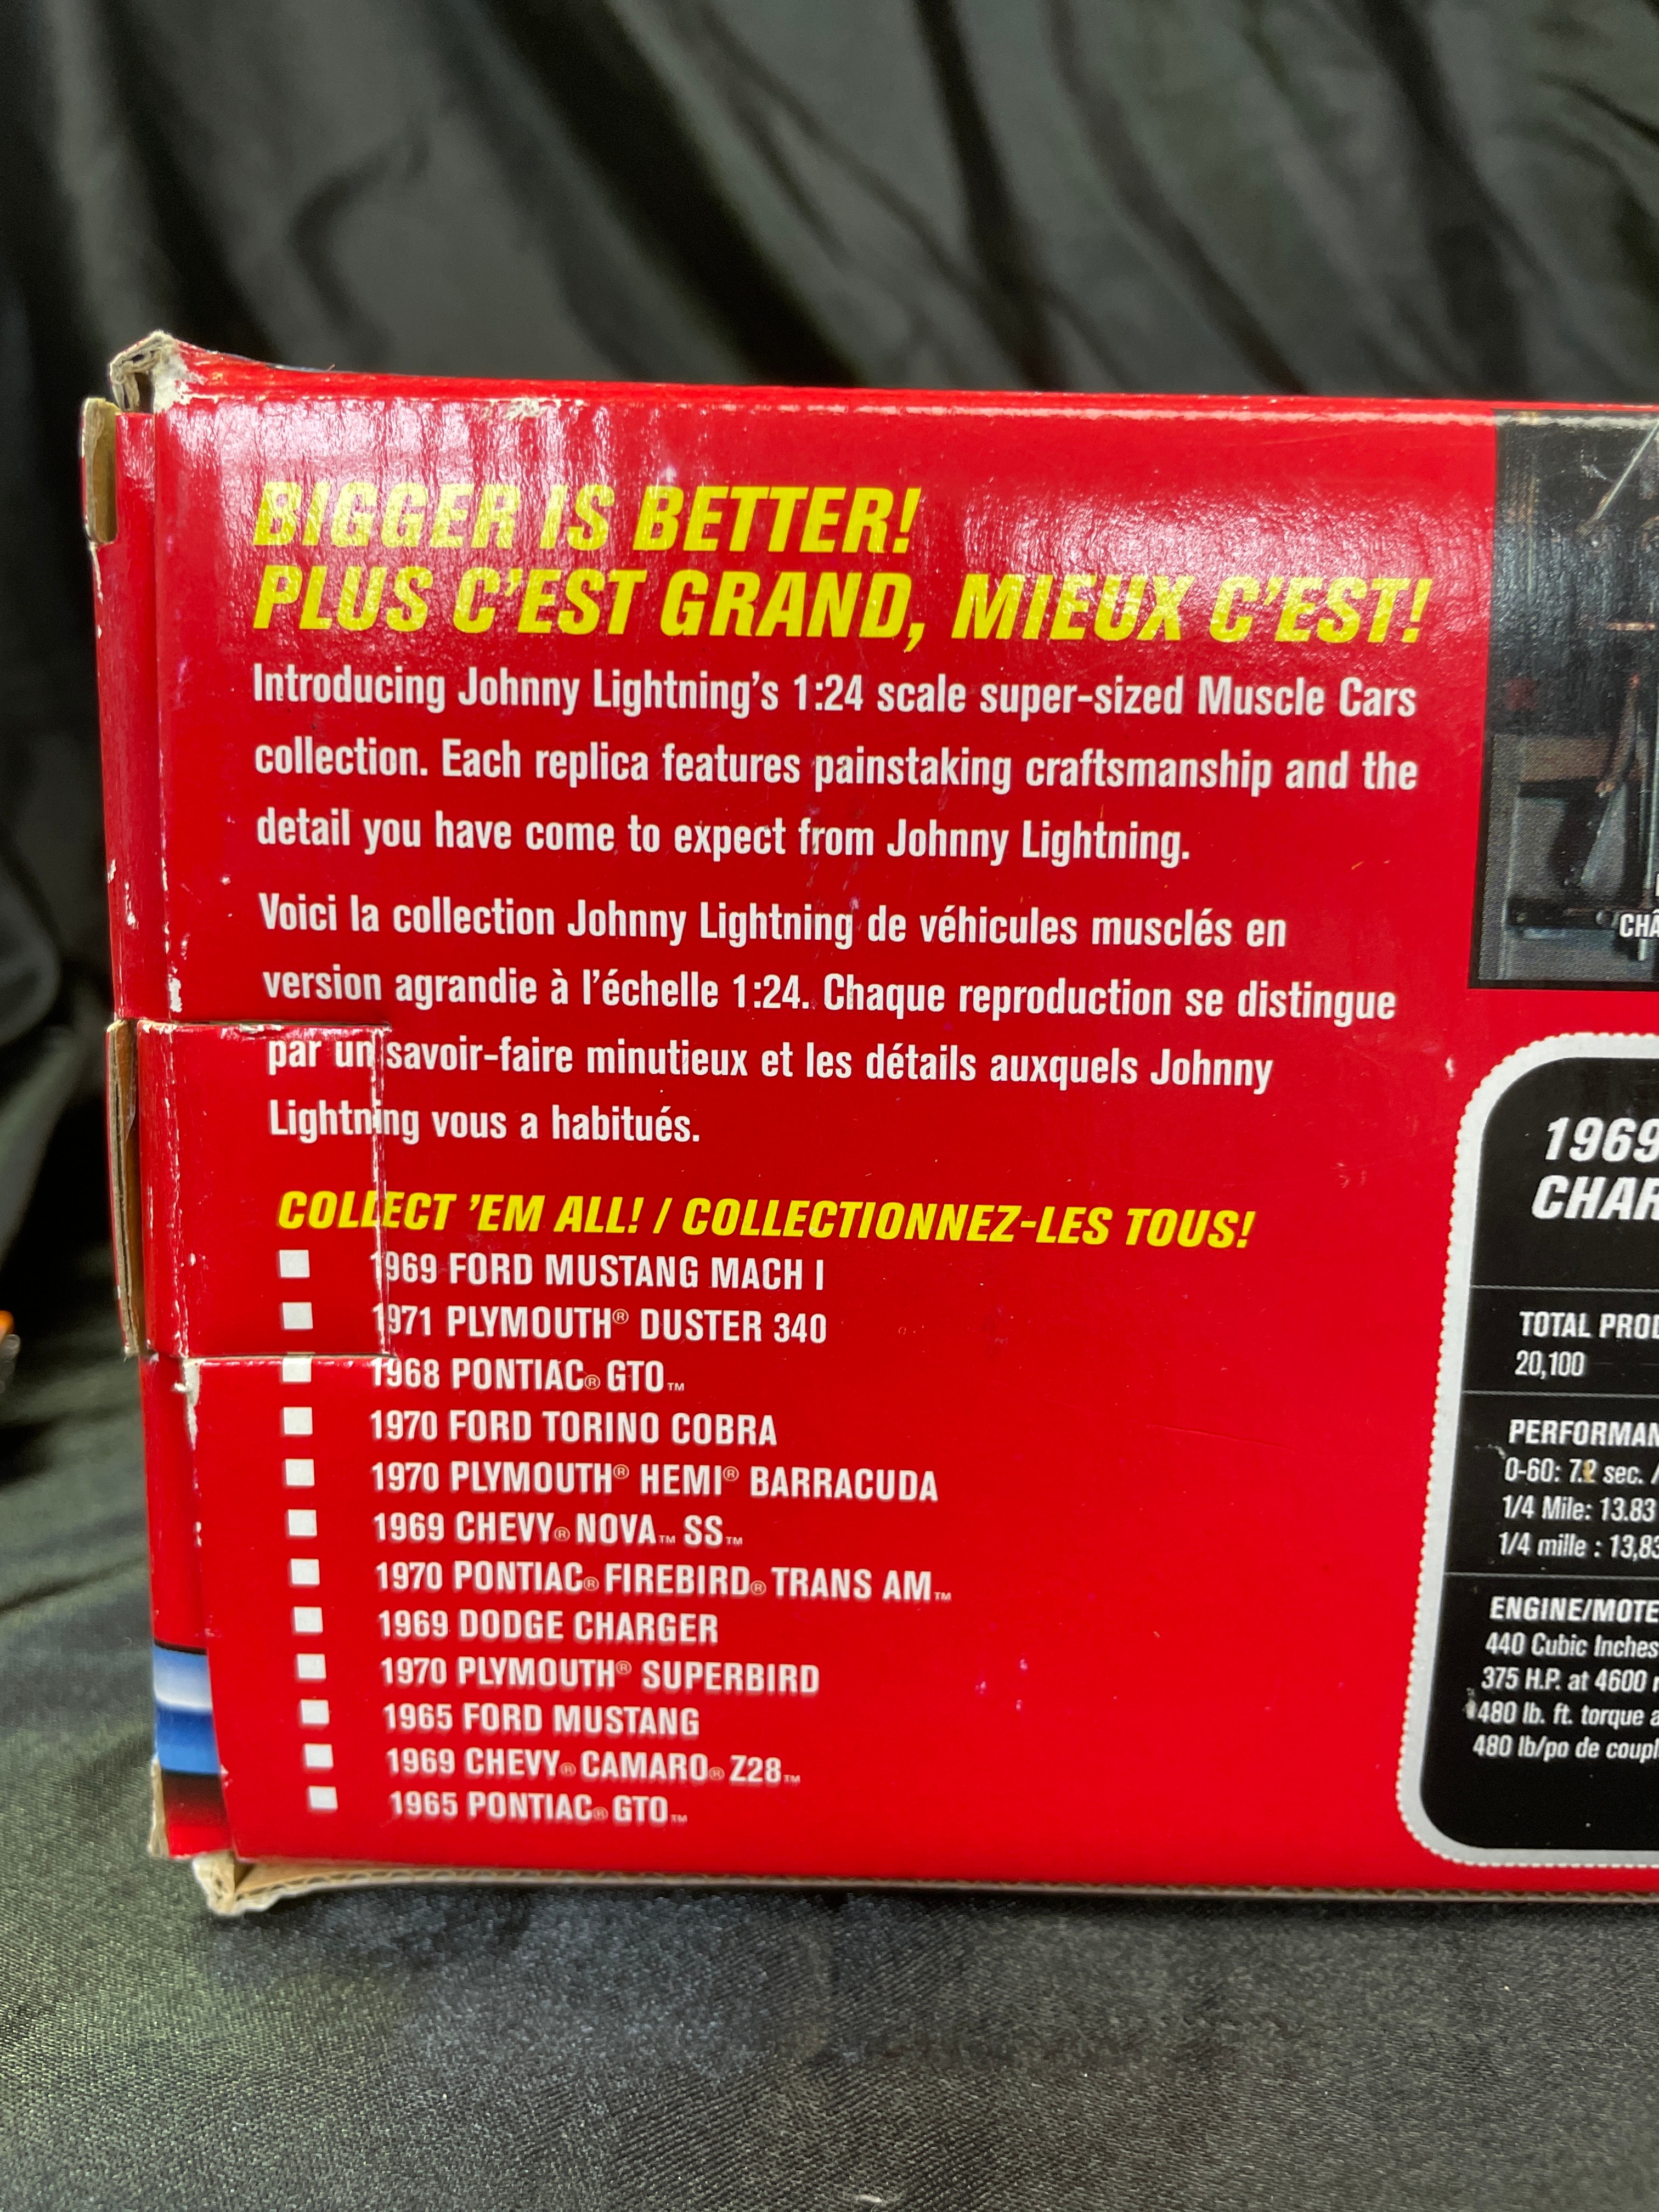 BIGGER IS BETTER!
PLUS C'EST GRAND, MIEUX C'EST!
Introducing Johnny Lightning's 1:24 scale super-sized Muscle Cars
collection. Each replica features painstaking craftsmanship and the
detail you have come to expect from Johnny Lightning.
Voici la collection Johnny Lightning de véhicules musclés en
version agrandie à l'échelle 1:24. Chaque reproduction se distingue
par un savoir-faire minutieux et les détails auxquels Johnny
Lightning vous a habitués.
COLLECT 'EM ALL! / COLLECTIONNEZ-LES TOUS!
1969 FORD MUSTANG MACH I
1971 PLYMOUTH® DUSTER 340
1968 PONTIAC® GTO™
1970 FORD TORINO COBRA
1970 PLYMOUTH® HEMI® BARRACUDA
1969 CHEVY® NOVA™ SS™
1970 PONTIAC® FIREBIRD® TRANS AM™
1969 DODGE CHARGER
1970 PLYMOUTH® SUPERBIRD
1965 FORD MUSTANG
1969 CHEVY® CAMARO® Z28™
1965 PONTIAC® GTO™
CHÂ
1969
CHAR
TOTAL PROD
20,100
PERFORMAN
0-60: sec. /
1/4 Mile: 13.83
1/4 mille : 13,83
ENGINE/MOTE
440 Cubic Inches
375 H.P. at 4600 r
480 lb. ft. torque a
480 lb/po de coupl